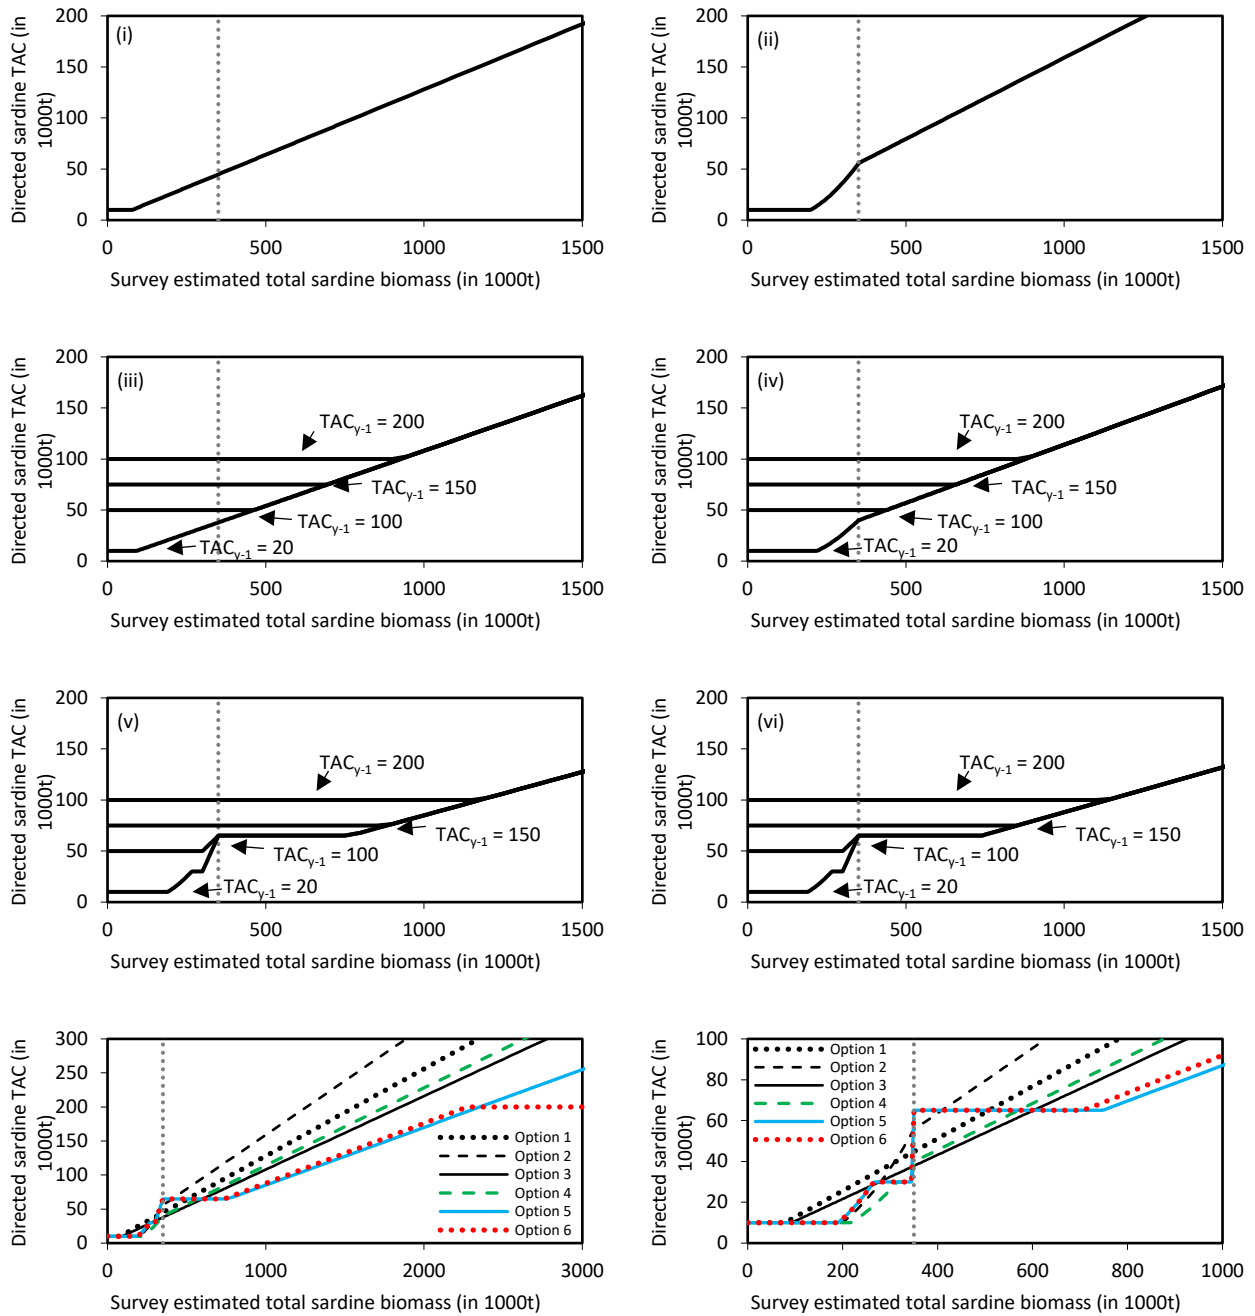 Directed sardine TAC (in
1000t)
(i)
200
150
100
50
0
0 500 1000 1500
Survey estimated total sardine biomass (in 1000t)
Directed sardine TAC (in
1000t)
(ii)
200
150
100
50
0
0 500 1000 1500
Survey estimated total sardine biomass (in 1000t)
Directed sardine TAC (in
1000t)
(iii)
200
150
100
50
0
TACy-1 = 200
TACy-1 = 150
TACy-1 = 100
TACy-1 = 20
0 500 1000 1500
Survey estimated total sardine biomass (in 1000t)
Directed sardine TAC (in
1000t)
(iv)
200
150
100
50
0
TACy-1 = 200
TACy-1 = 150
TACy-1 = 100
TACy-1 = 20
0 500 1000 1500
Survey estimated total sardine biomass (in 1000t)
Directed sardine TAC (in
1000t)
(v)
200
150
100
50
0
TACy-1 = 200
TACy-1 = 150
TACy-1 = 100
TACy-1 = 20
0 500 1000 1500
Survey estimated total sardine biomass (in 1000t)
Directed sardine TAC (in
1000t)
(vi)
200
150
100
50
0
TACy-1 = 200
TACy-1 = 150
TACy-1 = 100
TACy-1 = 20
0 500 1000 1500
Survey estimated total sardine biomass (in 1000t)
Directed sardine TAC (in
1000t)
300
250
200
150
100
50
0
Option 1
Option 2
Option 3
Option 4
Option 5
Option 6
0 1000 2000 3000
Survey estimated total sardine biomass (in 1000t)
Directed sardine TAC (in
1000t)
100
80
60
40
20
0
Option 1
Option 2
Option 3
Option 4
Option 5
Option 6
0 200 400 600 800 1000
Survey estimated total sardine biomass (in 1000t)